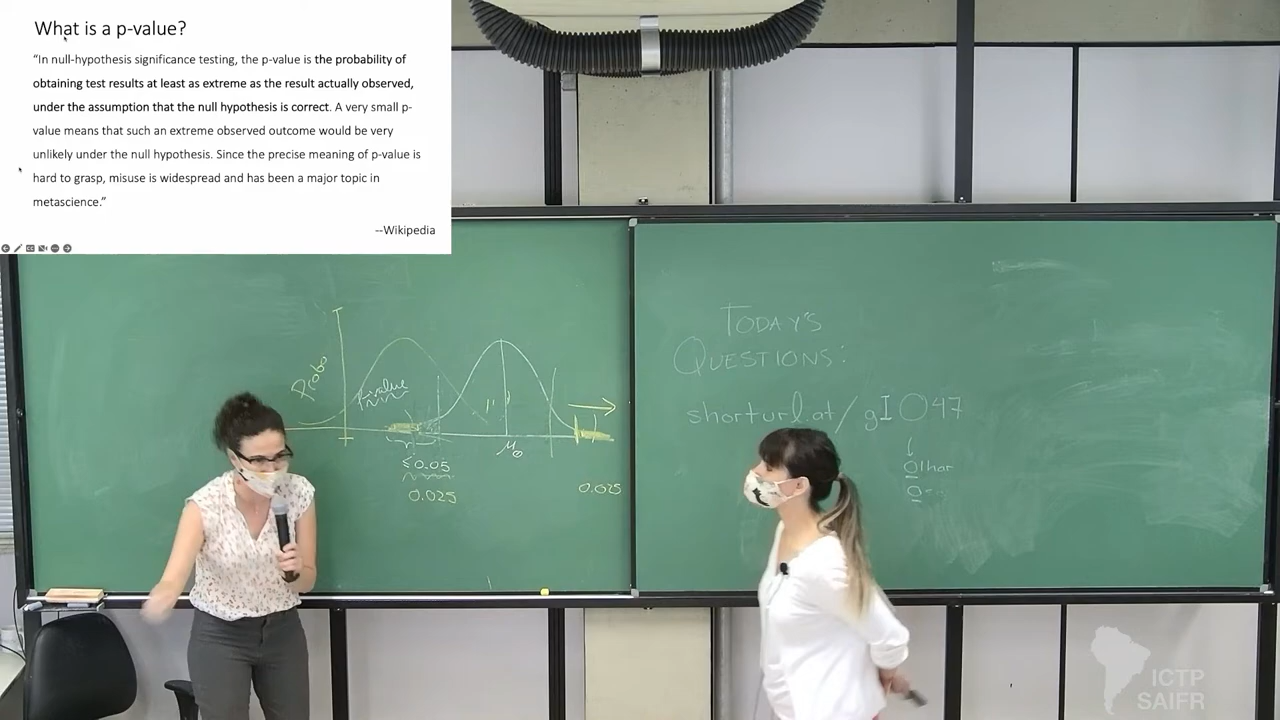 What is a p-value?
“In null-hypothesis significance testing, the p-value is the probability of
obtaining test results at least as extreme as the result actually observed,
under the assumption that the null hypothesis is correct. A very small p-
value means that such an extreme observed outcome would be very
unlikely under the null hypothesis. Since the precise meaning of p-value is
hard to grasp, misuse is widespread and has been a major topic in
metascience.”
--Wikipedia
Proba
p-value
μ₀
≤0.05
0.025
0.025
TODAY'S
QUESTIONS:
shorturl.at/gIO47
Olhar
ICTP
SAIFR